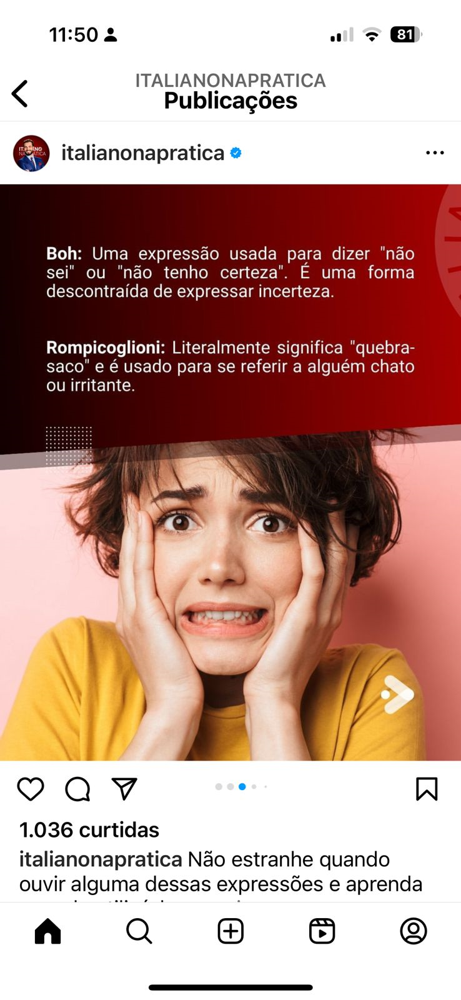 11:50
81
ITALIANONAPRATICA
Publicações
italianonapratica
Boh: Uma expressão usada para dizer "não
sei" ou "não tenho certeza". É uma forma
descontraída de expressar incerteza.
Rompicoglioni: Literalmente significa "quebra-
saco" e é usado para se referir a alguém chato
ou irritante.
1.036 curtidas
italianonapratica Não estranhe quando
ouvir alguma dessas expressões e aprenda